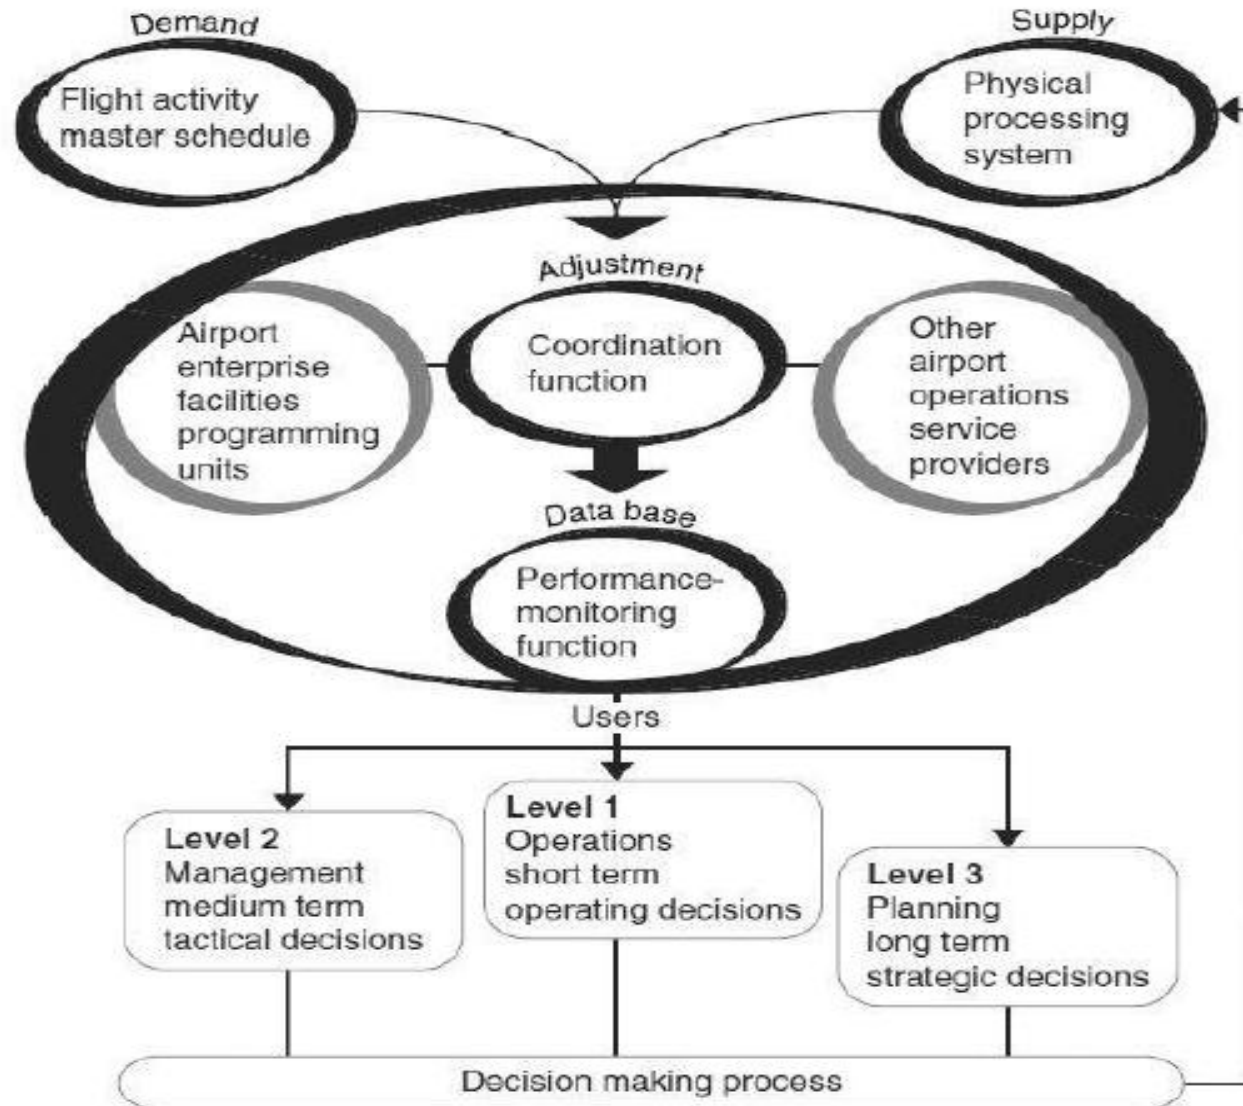 Demand
Flight activity
master schedule
Supply
Physical
processing
system
Adjustment
Airport
enterprise
facilities
programming
units
Coordination
function
Other
airport
operations
service
providers
Data base
Performance-
monitoring
function
Users
Level 2
Management
medium term
tactical decisions
Level 1
Operations
short term
operating decisions
Level 3
Planning
long term
strategic decisions
Decision making process